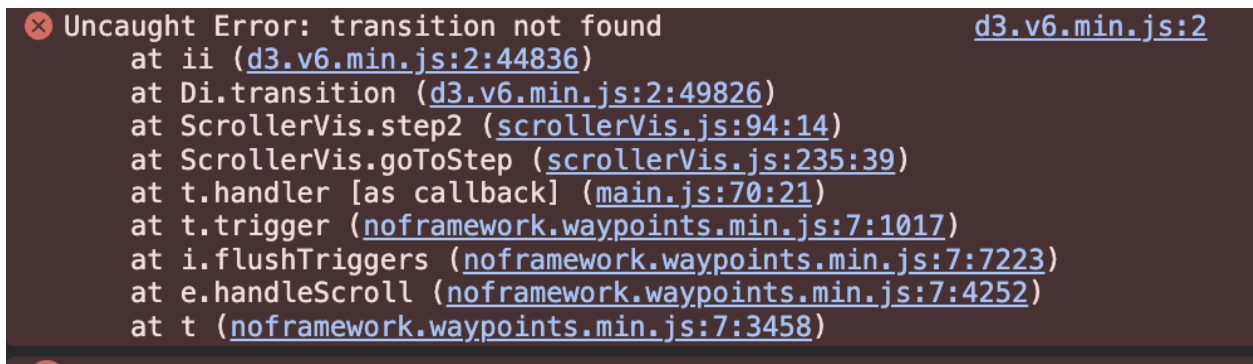 Uncaught Error: transition not found d3.v6.min.js:2
at ii (d3.v6.min.js:2:44836)
at Di.transition (d3.v6.min.js:2:49826)
at ScrollerVis.step2 (scrollerVis.js:94:14)
at ScrollerVis.goToStep (scrollerVis.js:235:39)
at t.handler [as callback] (main.js:70:21)
at t.trigger (noframework.waypoints.min.js:7:1017)
at i.flushTriggers (noframework.waypoints.min.js:7:7223)
at e.handleScroll (noframework.waypoints.min.js:7:4252)
at t (noframework.waypoints.min.js:7:3458)